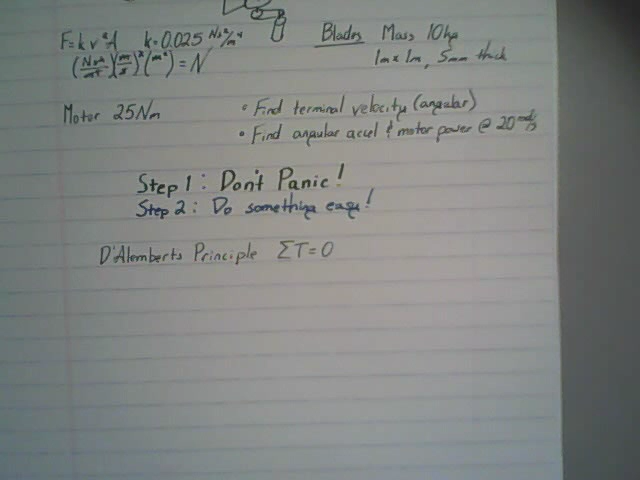 F=kv²A k=0.025 Ns²/m⁴ Blades Mass 10kg
(Ns²/m⁴)(m/s)²(m²)=N 1m x 1m, 5mm thick
Motor 25Nm • Find terminal velocity (angular)
• Find angular accel & motor power @ 20 rad/s
Step 1: Don't Panic!
Step 2: Do something easy!
D'Alemberts Principle ΣT=0